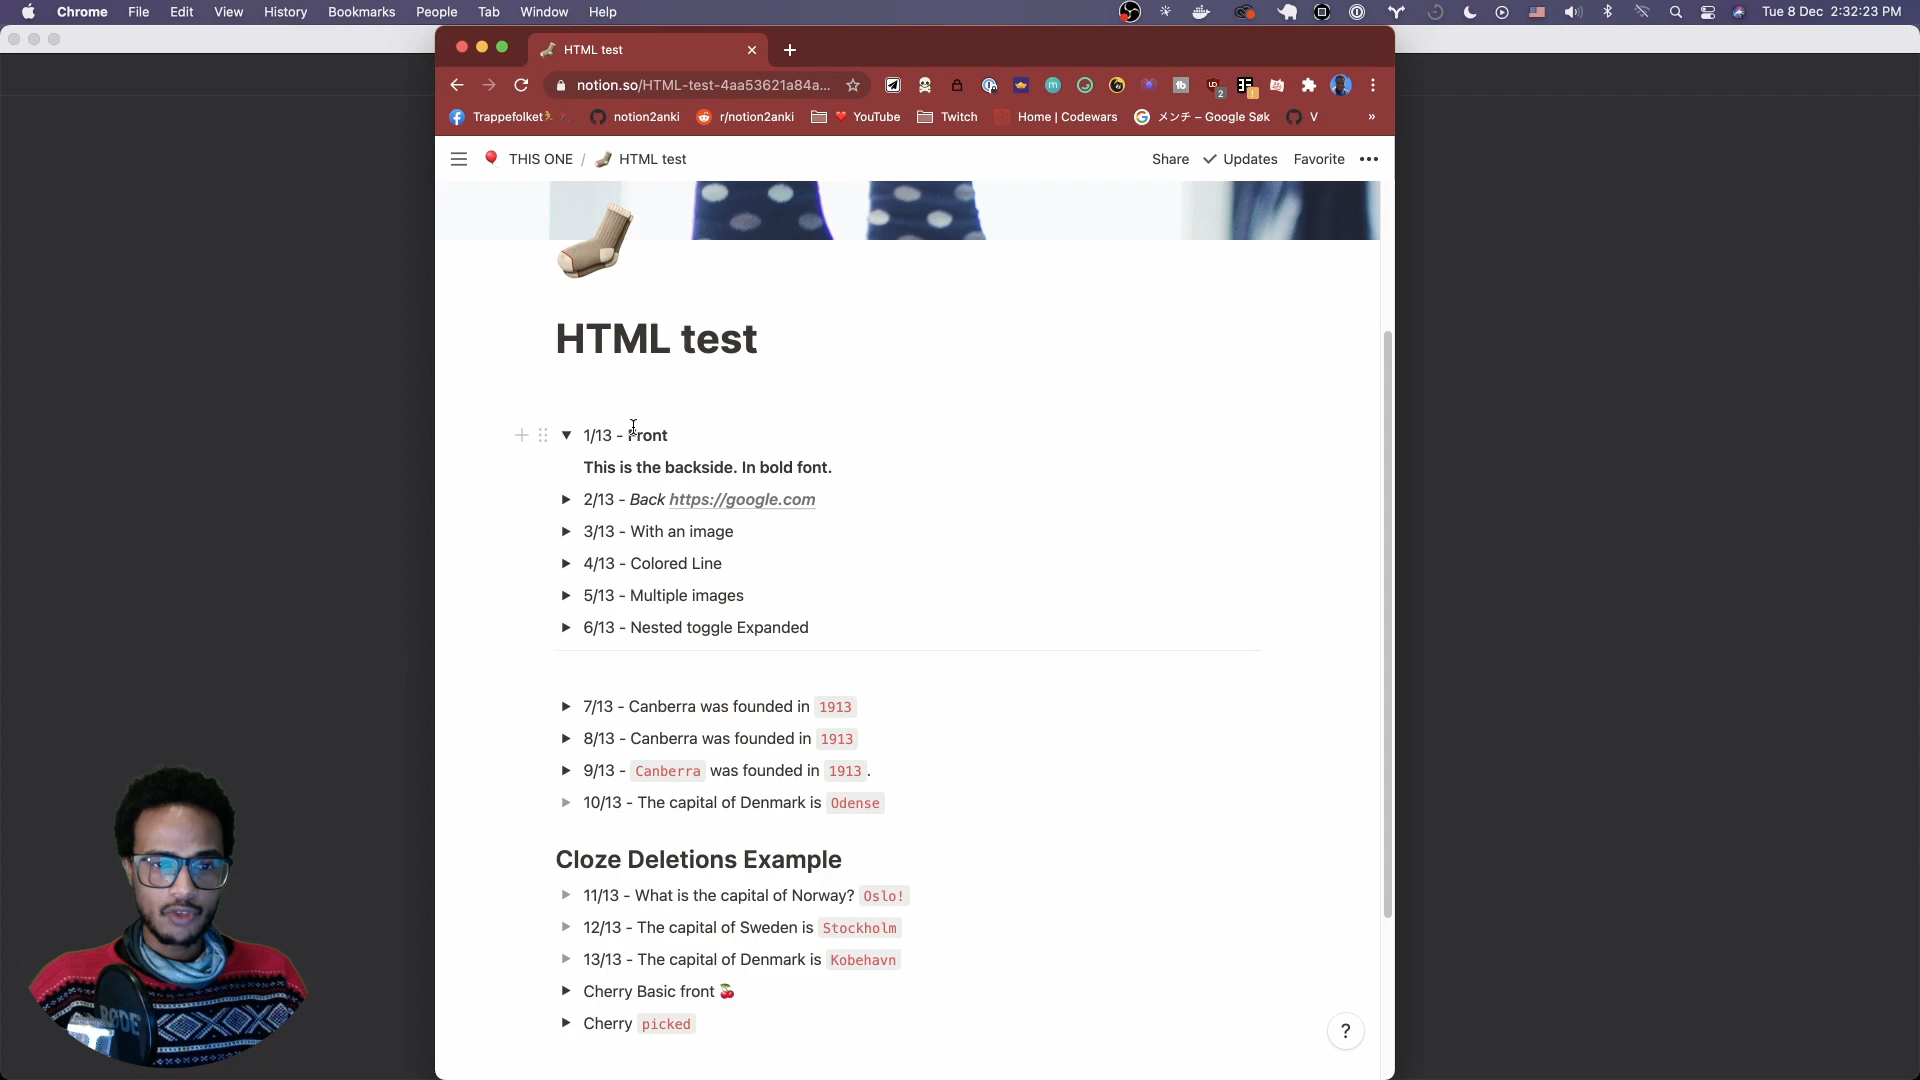 Chrome File Edit View History Bookmarks People Tab Window Help Tue 8 Dec 2:32:23 PM
HTML test
notion.so/HTML-test-4aa53621a84a...
Trappefolket notion2anki r/notion2anki YouTube Twitch Home | Codewars メンチ – Google Søk V »
THIS ONE / HTML test Share Updates Favorite •••
HTML test
1/13 - Front
This is the backside. In bold font.
2/13 - Back https://google.com
3/13 - With an image
4/13 - Colored Line
5/13 - Multiple images
6/13 - Nested toggle Expanded
7/13 - Canberra was founded in 1913
8/13 - Canberra was founded in 1913
9/13 - Canberra was founded in 1913.
10/13 - The capital of Denmark is Odense
Cloze Deletions Example
11/13 - What is the capital of Norway? Oslo!
12/13 - The capital of Sweden is Stockholm
13/13 - The capital of Denmark is Kobehavn
Cherry Basic front 🍒
Cherry picked
?
RØDE